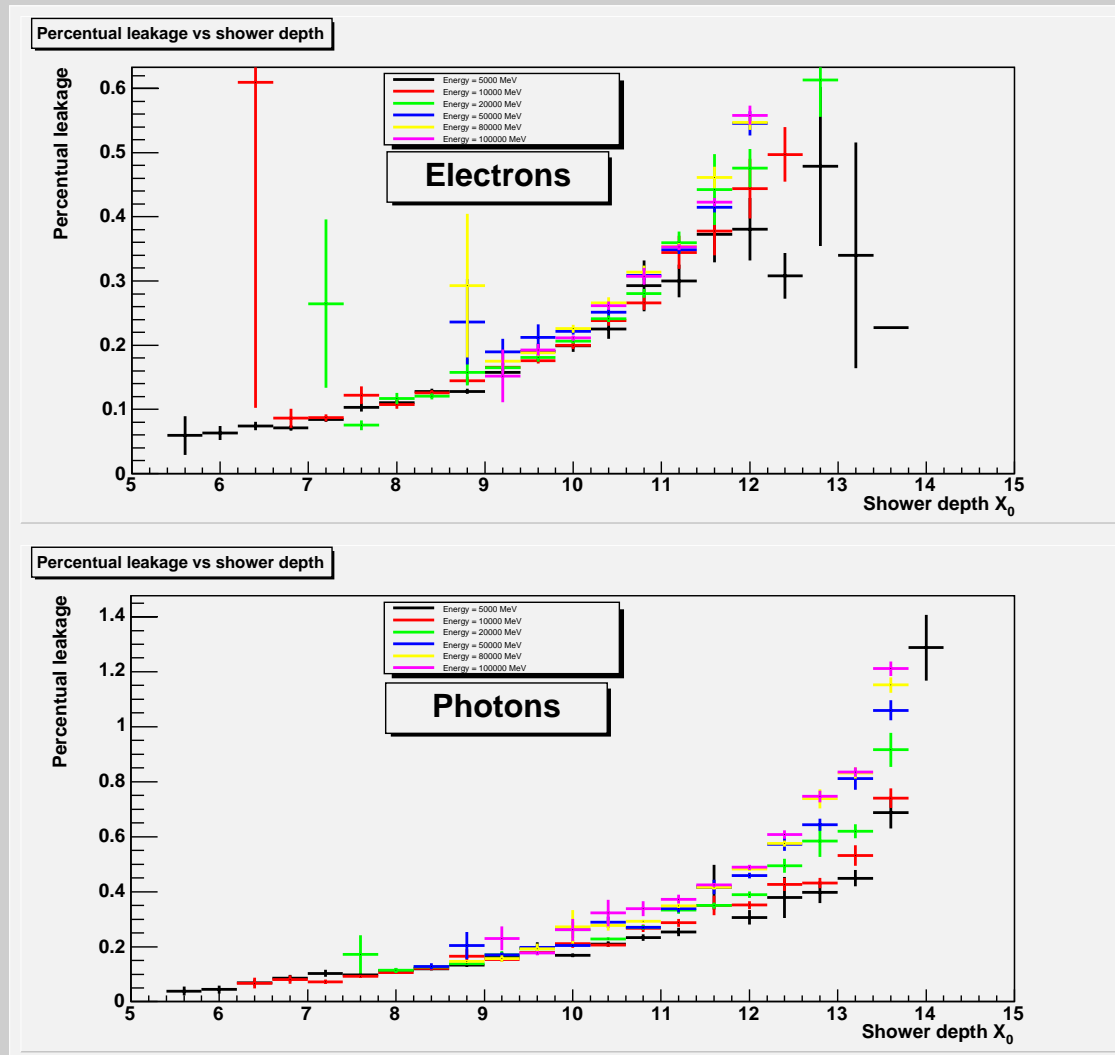 Percentual leakage vs shower depth
Percentual leakage
Energy = 5000 MeV
Energy = 10000 MeV
Energy = 20000 MeV
Energy = 50000 MeV
Energy = 80000 MeV
Energy = 100000 MeV
Electrons
0.6
0.5
0.4
0.3
0.2
0.1
0
5 6 7 8 9 10 11 12 13 14 15
Shower depth X₀
Percentual leakage vs shower depth
Percentual leakage
Energy = 5000 MeV
Energy = 10000 MeV
Energy = 20000 MeV
Energy = 50000 MeV
Energy = 80000 MeV
Energy = 100000 MeV
Photons
1.4
1.2
1
0.8
0.6
0.4
0.2
0
5 6 7 8 9 10 11 12 13 14 15
Shower depth X₀